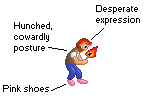 Desperate
expression
Hunched,
cowardly
posture
Pink shoes